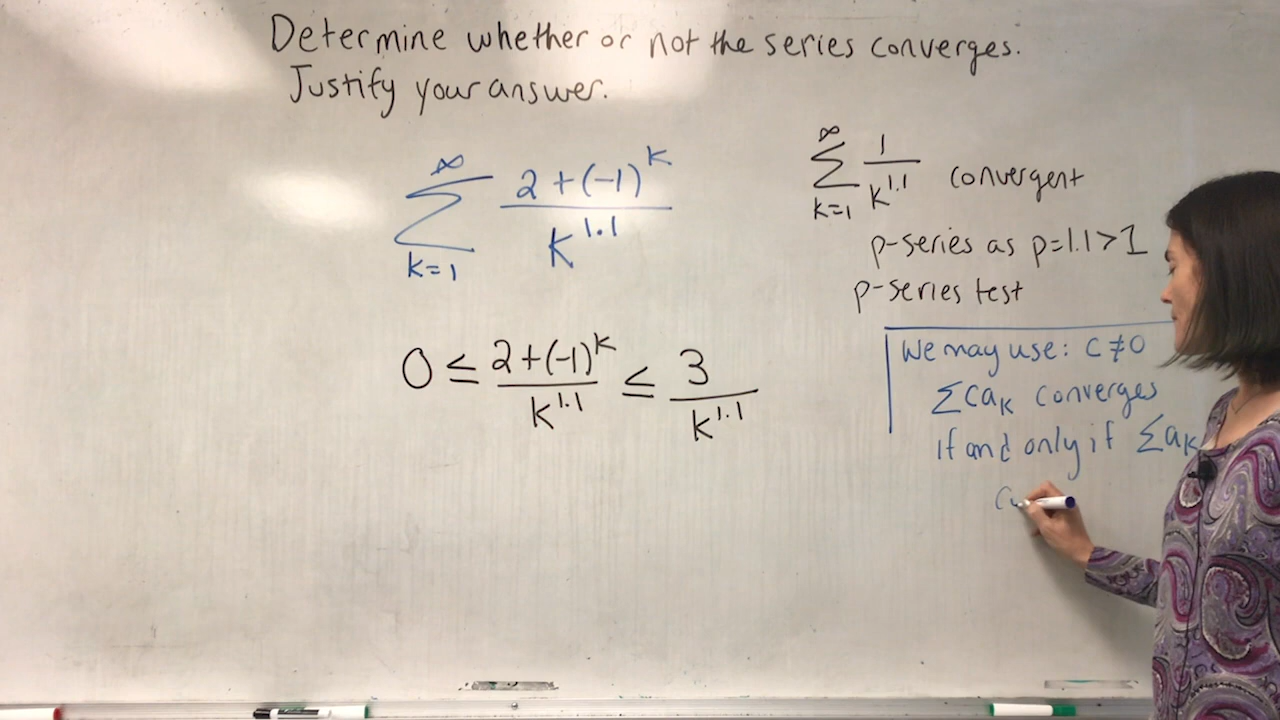 Determine whether or not the series converges.
Justify your answer.
∞
∑ 2+(-1)^k / k^1.1
k=1
∞
∑ 1 / k^1.1 convergent
k=1
p-series as p=1.1>1
p-series test
0 ≤ 2+(-1)^k / k^1.1 ≤ 3 / k^1.1
We may use: c≠0
∑cak converges
if and only if ∑ak